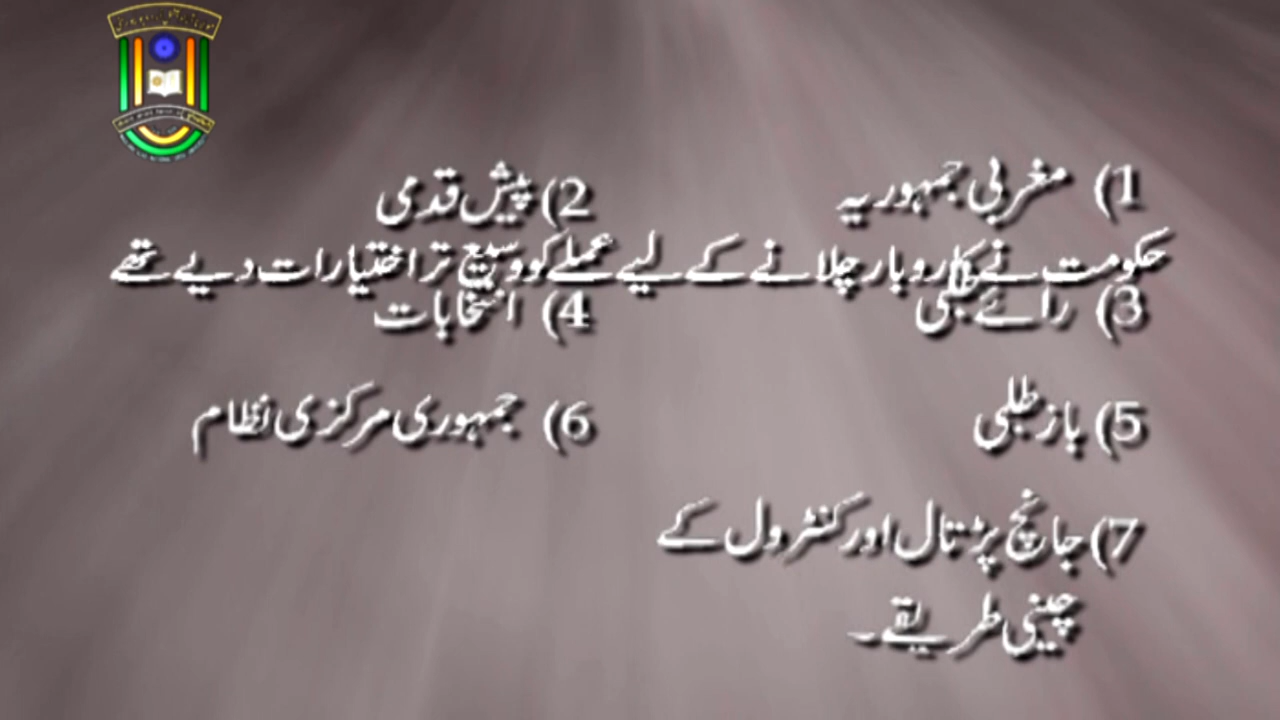 1) مغربی جمہوریہ
2) پیش قدمی
حکومت نے کاروبار چلانے کے لیے عملے کو وسیع تر اختیارات دیے تھے
3) رائے طلبی
4) انتخابات
5) باز طلبی
6) جمہوری مرکزی نظام
7) جانچ پڑتال اور کنٹرول کے
چینی طریقے۔